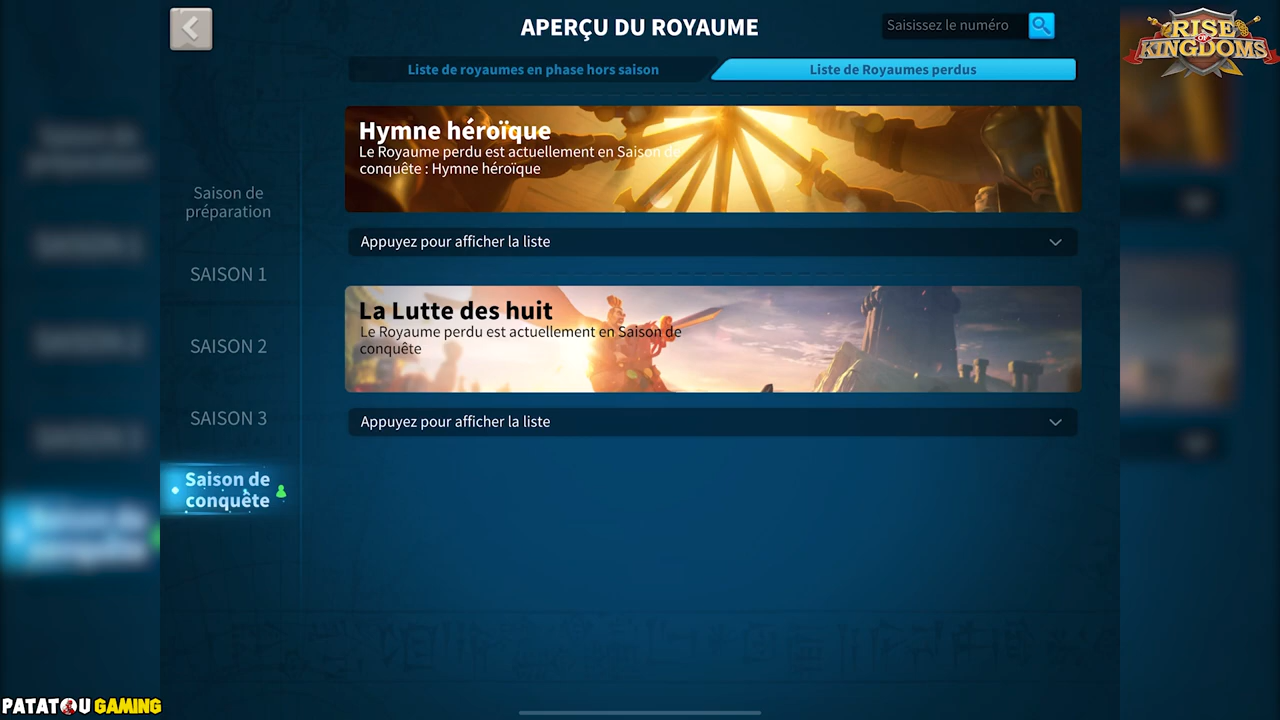 APERÇU DU ROYAUME
Saisissez le numéro
RISE OF KINGDOMS
Liste de royaumes en phase hors saison
Liste de Royaumes perdus
Hymne héroïque
Le Royaume perdu est actuellement en Saison de
conquête : Hymne héroïque
Saison de
préparation
Appuyez pour afficher la liste
SAISON 1
La Lutte des huit
Le Royaume perdu est actuellement en Saison de
conquête
SAISON 2
SAISON 3
Appuyez pour afficher la liste
Saison de
conquête
PATATOU GAMING